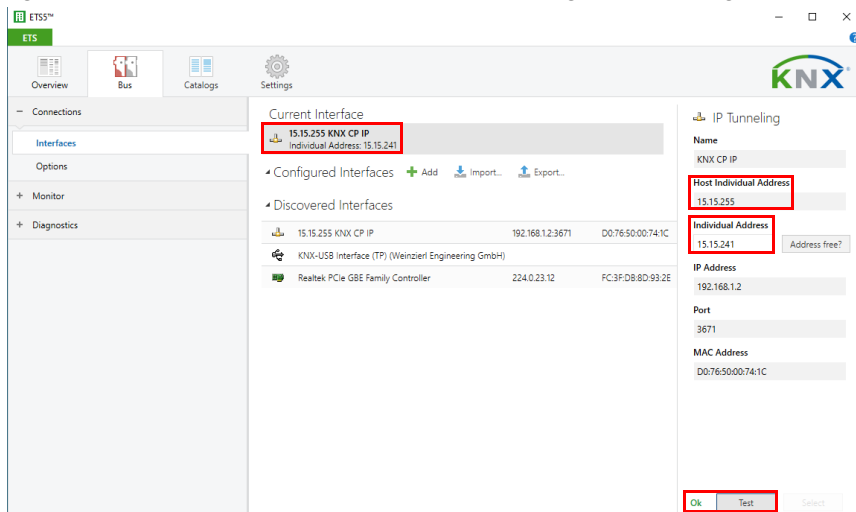 ETS5™
ETS
Overview
Bus
Catalogs
Settings
KNX
Connections
Interfaces
Options
Monitor
Diagnostics
Current Interface
15.15.255 KNX CP IP
Individual Address: 15.15.241
Configured Interfaces + Add Import... Export...
Discovered Interfaces
15.15.255 KNX CP IP 192.168.1.2:3671 D0:76:50:00:74:1C
KNX-USB Interface (TP) (Weinzierl Engineering GmbH)
Realtek PCIe GBE Family Controller 224.0.23.12 FC:3F:DB:8D:93:2E
IP Tunneling
Name
KNX CP IP
Host Individual Address
15.15.255
Individual Address
15.15.241 Address free?
IP Address
192.168.1.2
Port
3671
MAC Address
D0:76:50:00:74:1C
Ok Test Select...